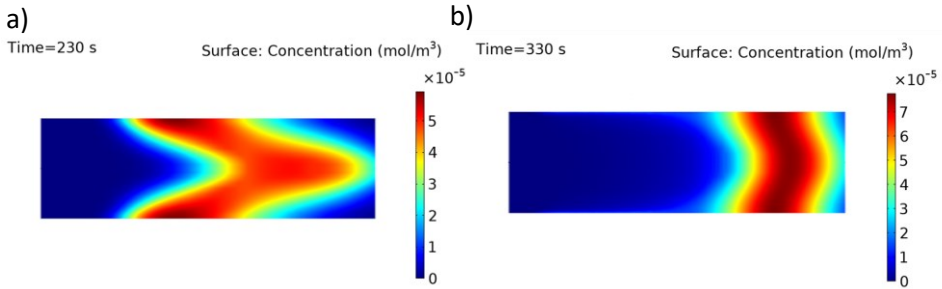 a)
Time=230 s
Surface: Concentration (mol/m³)
×10⁻⁵
5
4
3
2
1
0
b)
Time=330 s
Surface: Concentration (mol/m³)
×10⁻⁵
7
6
5
4
3
2
1
0